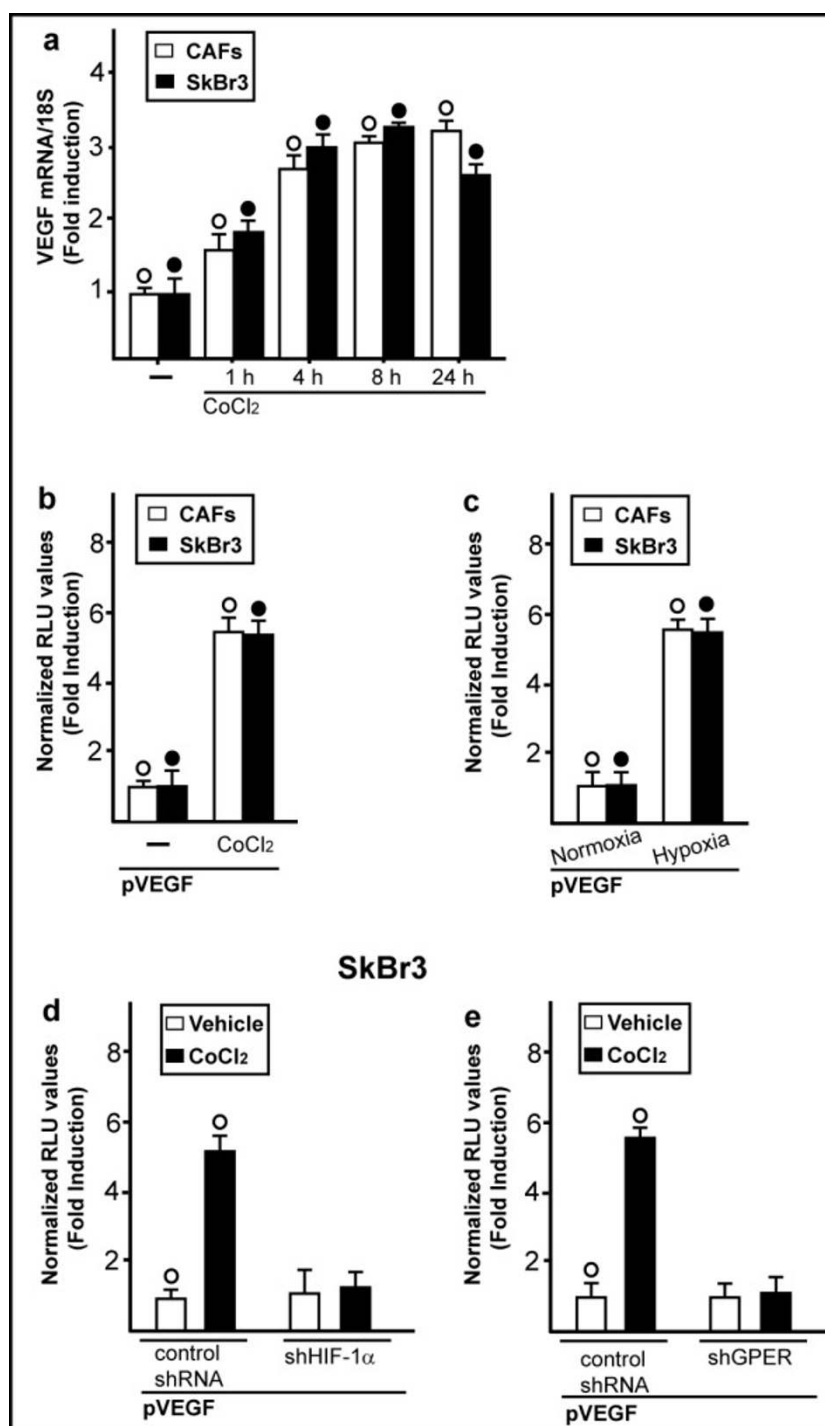 a
CAFs
SkBr3
VEGF mRNA/18S
(Fold induction)
4
3
2
1
–
1 h
4 h
8 h
24 h
CoCl₂
b
CAFs
SkBr3
Normalized RLU values
(Fold Induction)
8
6
4
2
–
CoCl₂
pVEGF
c
CAFs
SkBr3
Normalized RLU values
(Fold Induction)
8
6
4
2
Normoxia
Hypoxia
pVEGF
SkBr3
d
Vehicle
CoCl₂
Normalized RLU values
(Fold Induction)
8
6
4
2
control
shRNA
shHIF-1α
pVEGF
e
Vehicle
CoCl₂
Normalized RLU values
(Fold Induction)
8
6
4
2
control
shRNA
shGPER
pVEGF